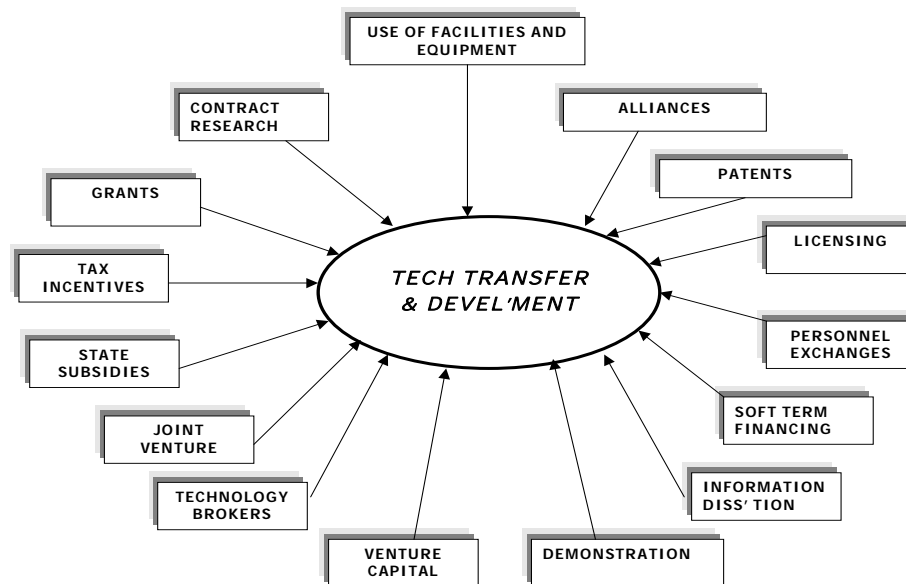 USE OF FACILITIES AND
EQUIPMENT
CONTRACT
RESEARCH
ALLIANCES
PATENTS
GRANTS
LICENSING
TAX
INCENTIVES
TECH TRANSFER
& DEVEL'MENT
PERSONNEL
EXCHANGES
STATE
SUBSIDIES
SOFT TERM
FINANCING
JOINT
VENTURE
TECHNOLOGY
BROKERS
INFORMATION
DISS' TION
VENTURE
CAPITAL
DEMONSTRATION